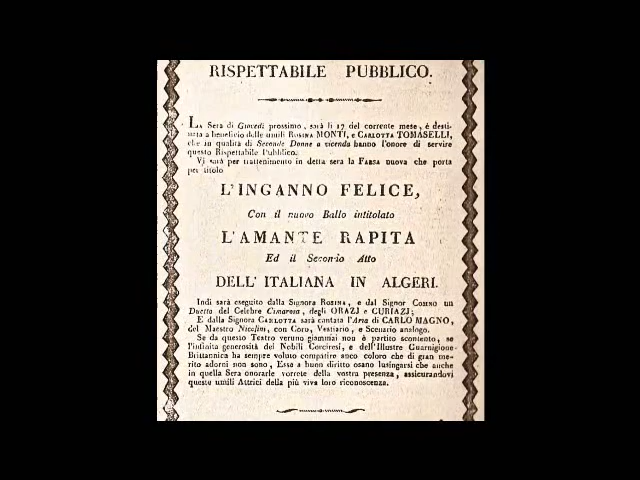 RISPETTABILE PUBBLICO.
LA Sera di Giovedì prossimo, sarà li 17 del corrente mese, è desti-
nata a beneficio delle umili ROSINA MONTI, e CARLOTTA TOMASELLI,
che in qualità di Seconde Donne a vicenda hanno l'onore di servire
questo Rispettabile Pubblico.
Vi sarà per trattenimento in detta sera la FARSA nuova che porta
per titolo
L'INGANNO FELICE,
Con il nuovo Ballo intitolato
L'AMANTE RAPITA
Ed il Secondo Atto
DELL' ITALIANA IN ALGERI.
Indi sarà eseguito dalla Signora ROSINA, e dal Signor COSINO un
Duetto del Celebre Cimarosa, degli ORAZJ e CURIAZJ;
E dalla Signora CARLOTTA sarà cantata l'Aria di CARLO MAGNO,
del Maestro Nicolini, con Coro, Vestiario, e Scenario analogo.
Se da questo Teatro veruno giammai non è partito scontento, se
l'infinita generosità dei Nobili Corciresi, e dell'Illustre Guarnigione
Brittannica ha sempre voluto compatire anco coloro che di gran me-
rito adorni non sono, Esse a buon diritto osano lusingarsi che anche
in quella Sera onorarle vorrete della vostra presenza, assicurandovi
queste umili Attrici della più viva loro riconoscenza.